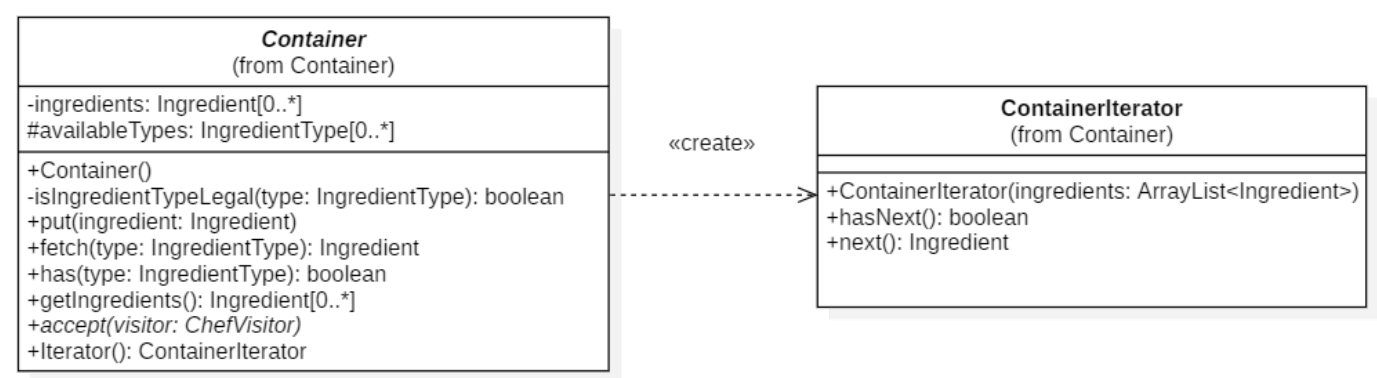 Container
(from Container)
-ingredients: Ingredient[0..*]
#availableTypes: IngredientType[0..*]
+Container()
-isIngredientTypeLegal(type: IngredientType): boolean
+put(ingredient: Ingredient)
+fetch(type: IngredientType): Ingredient
+has(type: IngredientType): boolean
+getIngredients(): Ingredient[0..*]
+accept(visitor: ChefVisitor)
+Iterator(): ContainerIterator
«create»
ContainerIterator
(from Container)
+ContainerIterator(ingredients: ArrayList<Ingredient>)
+hasNext(): boolean
+next(): Ingredient